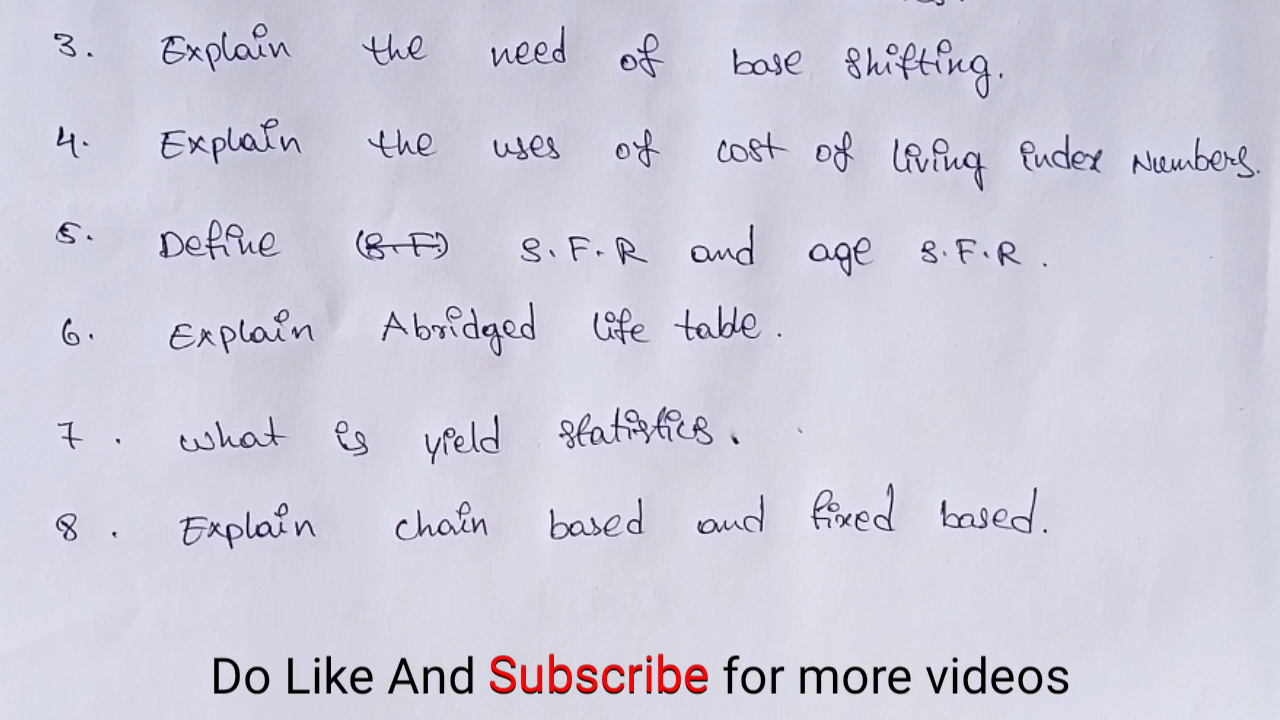 3. Explain the need of base shifting.
4. Explain the uses of cost of living index Numbers.
5. Define (S.F.) S.F.R and age S.F.R.
6. Explain Abridged life table.
7. what is yield statistics.
8. Explain chain based and fixed based.
Do Like And Subscribe for more videos